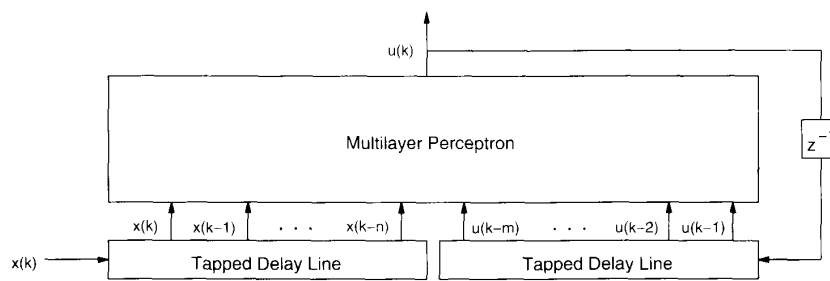 u(k)
Multilayer Perceptron
z⁻
x(k) x(k−1) · · · x(k−n) u(k−m) · · · u(k−2) u(k−1)
x(k) Tapped Delay Line Tapped Delay Line